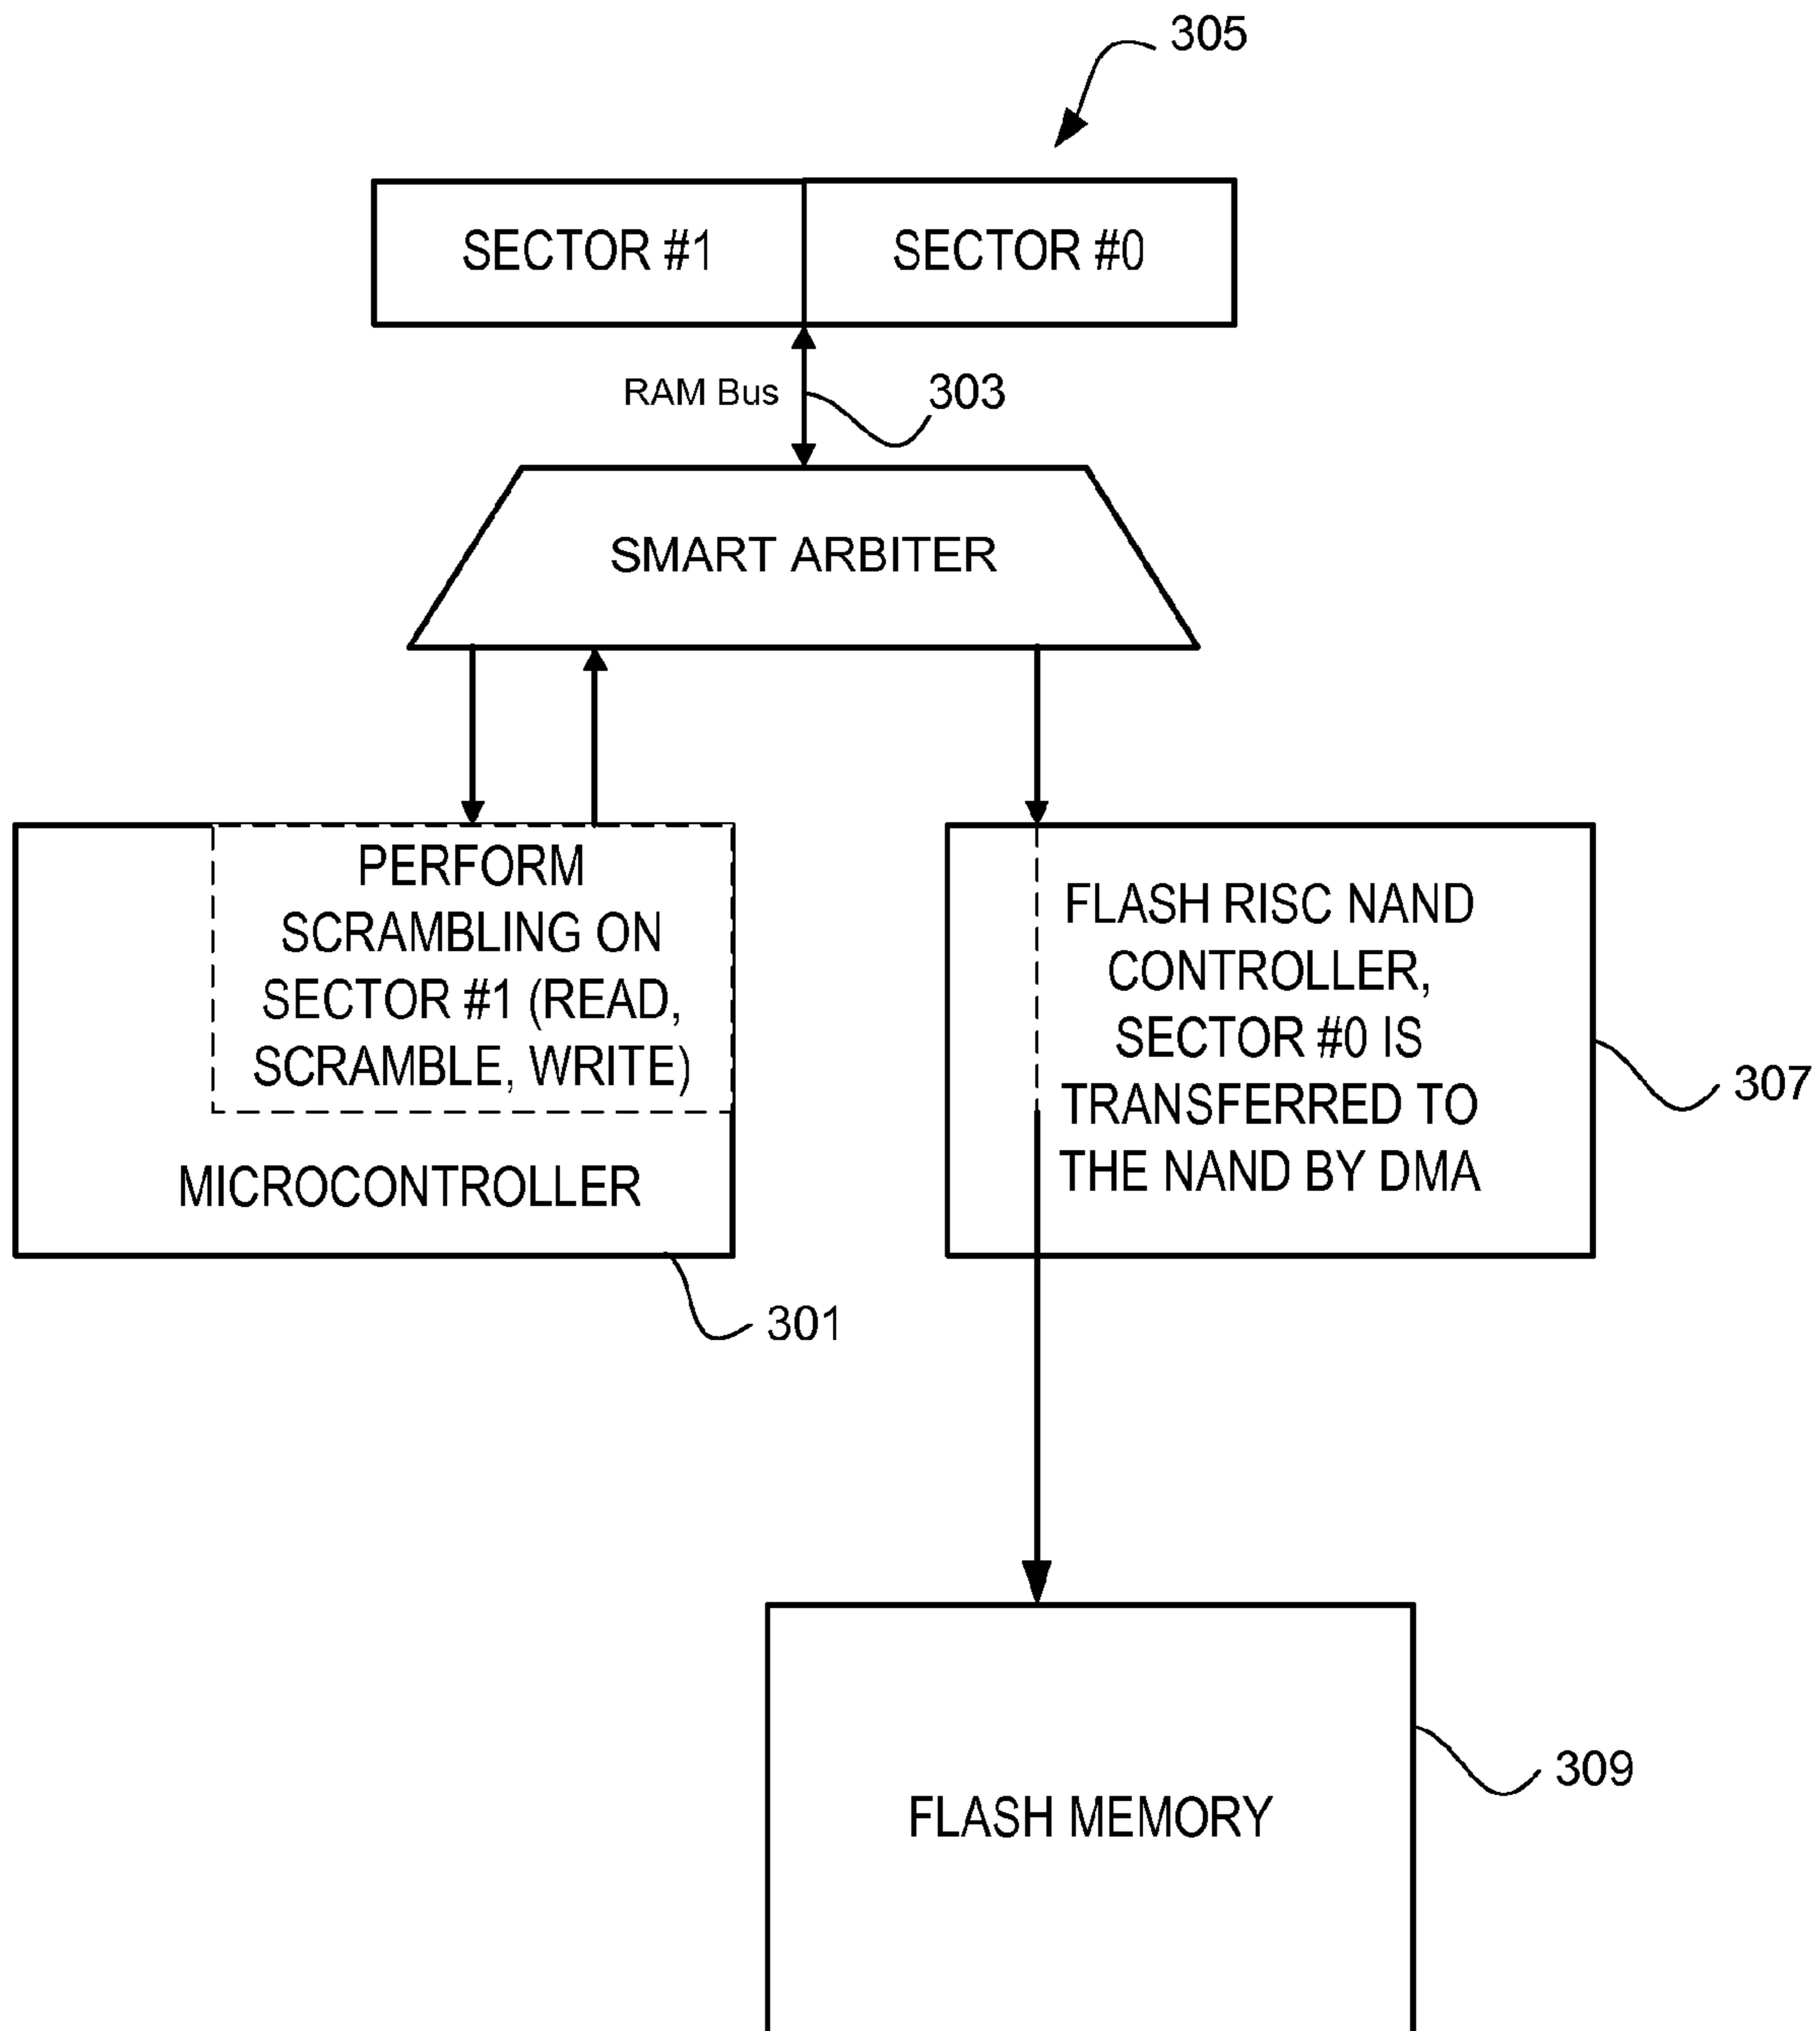 305
SECTOR #1
SECTOR #0
RAM Bus
303
SMART ARBITER
PERFORM
SCRAMBLING ON
SECTOR #1 (READ,
SCRAMBLE, WRITE)
MICROCONTROLLER
301
FLASH RISC NAND
CONTROLLER,
SECTOR #0 IS
TRANSFERRED TO
THE NAND BY DMA
307
FLASH MEMORY
309